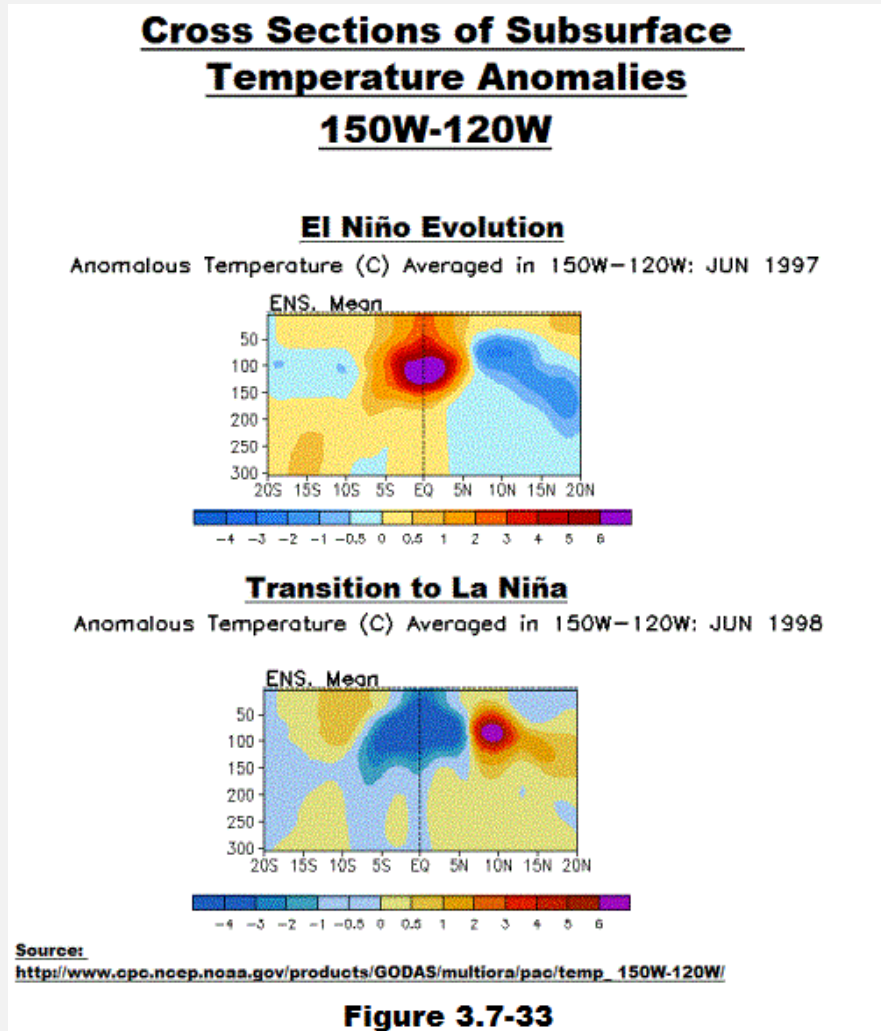 Cross Sections of Subsurface
Temperature Anomalies
150W-120W
El Niño Evolution
Anomalous Temperature (C) Averaged in 150W-120W: JUN 1997
ENS. Mean
50
100
150
200
250
300
20S 15S 10S 5S EQ 5N 10N 15N 20N
-4 -3 -2 -1 -0.5 0 0.5 1 2 3 4 5 6
Transition to La Niña
Anomalous Temperature (C) Averaged in 150W-120W: JUN 1998
ENS. Mean
50
100
150
200
250
300
20S 15S 10S 5S EQ 5N 10N 15N 20N
-4 -3 -2 -1 -0.5 0 0.5 1 2 3 4 5 6
Source:
http://www.cpc.ncep.noaa.gov/products/GODAS/multiora/pac/temp_150W-120W/
Figure 3.7-33